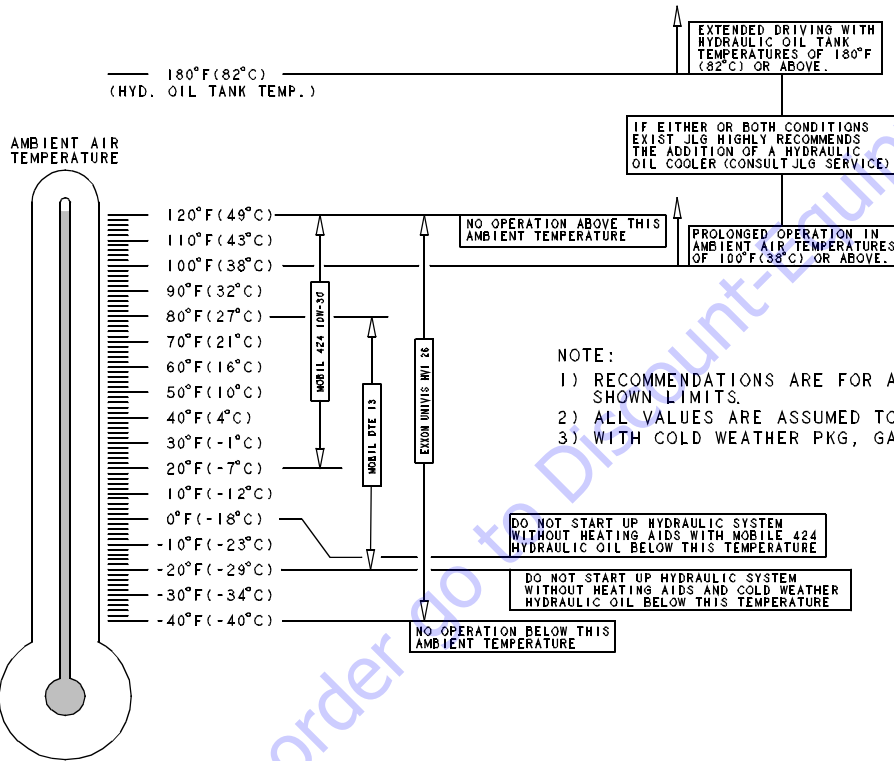 EXTENDED DRIVING WITH
HYDRAULIC OIL TANK
TEMPERATURES OF 180°F
(82°C) OR ABOVE.
180°F(82°C)
(HYD. OIL TANK TEMP.)
IF EITHER OR BOTH CONDITIONS
EXIST JLG HIGHLY RECOMMENDS
THE ADDITION OF A HYDRAULIC
OIL COOLER (CONSULT JLG SERVICE)
AMBIENT AIR
TEMPERATURE
120°F(49°C)
NO OPERATION ABOVE THIS
AMBIENT TEMPERATURE
PROLONGED OPERATION IN
AMBIENT AIR TEMPERATURES
OF 100°F(38°C) OR ABOVE.
110°F(43°C)
100°F(38°C)
90°F(32°C)
80°F(27°C)
70°F(21°C)
60°F(16°C)
50°F(10°C)
40°F(4°C)
30°F(-1°C)
20°F(-7°C)
10°F(-12°C)
0°F(-18°C)
-10°F(-23°C)
-20°F(-29°C)
-30°F(-34°C)
-40°F(-40°C)
MOBIL 424 10W-30
MOBIL DTE 13
EXXON UNIVIS HVI 26
NOTE:
1) RECOMMENDATIONS ARE FOR A
SHOWN LIMITS.
2) ALL VALUES ARE ASSUMED TO
3) WITH COLD WEATHER PKG, GA
DO NOT START UP HYDRAULIC SYSTEM
WITHOUT HEATING AIDS WITH MOBILE 424
HYDRAULIC OIL BELOW THIS TEMPERATURE
DO NOT START UP HYDRAULIC SYSTEM
WITHOUT HEATING AIDS AND COLD WEATHER
HYDRAULIC OIL BELOW THIS TEMPERATURE
NO OPERATION BELOW THIS
AMBIENT TEMPERATURE
order go to Discount-Equip